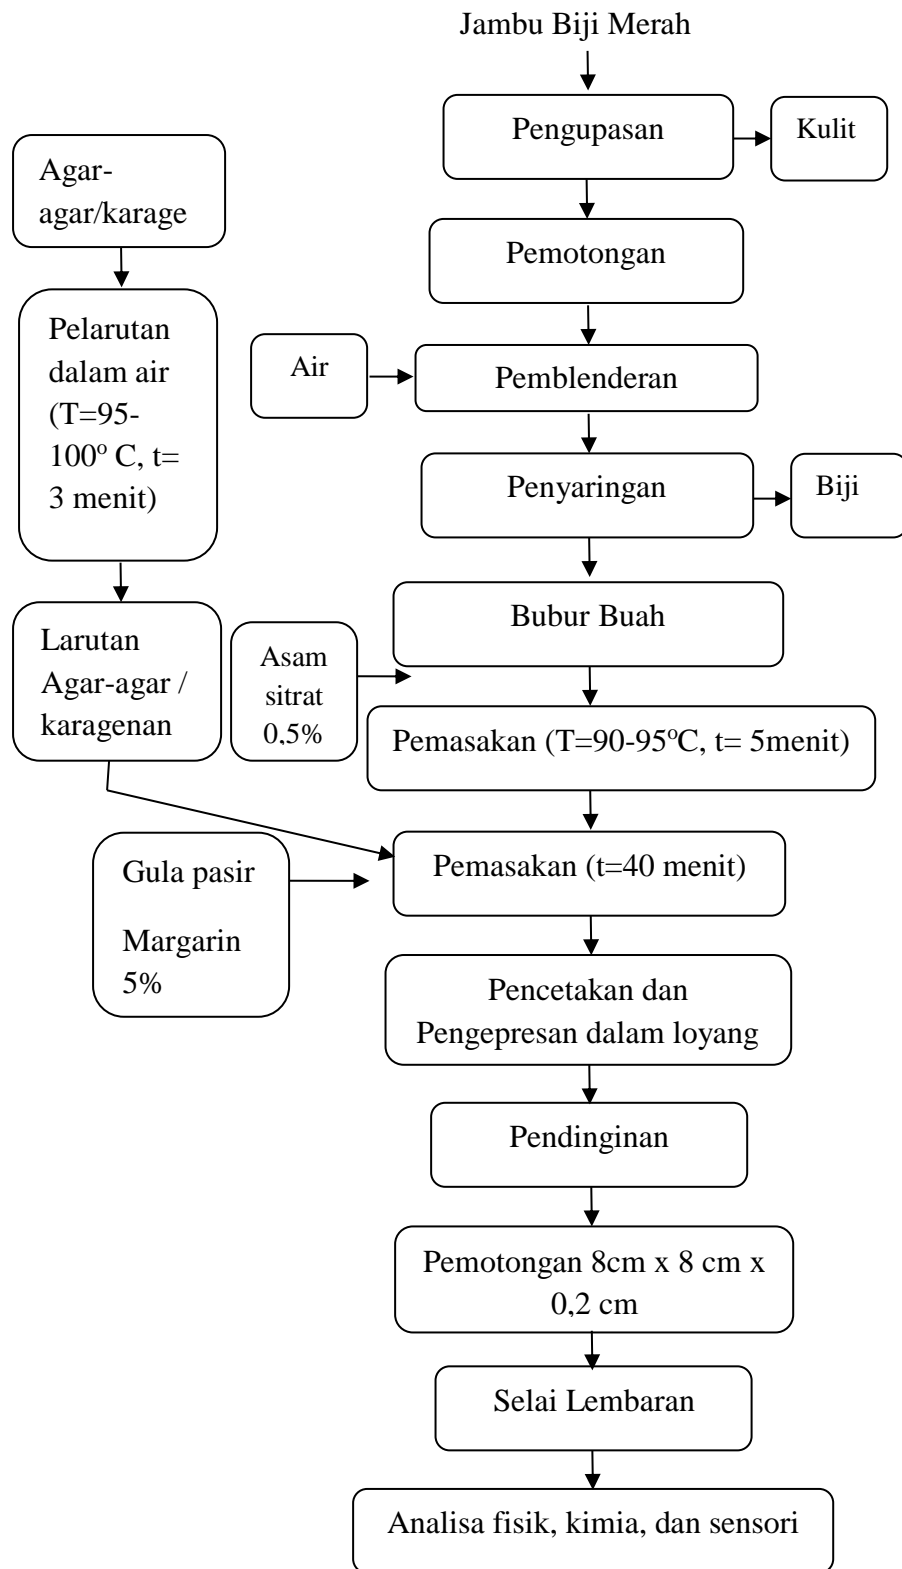 Jambu Biji Merah
Pengupasan
Kulit
Agar-
agar/karage
Pemotongan
Pelarutan
dalam air
(T=95-
100º C, t=
3 menit)
Air
Pemblenderan
Penyaringan
Biji
Bubur Buah
Larutan
Agar-agar /
karagenan
Asam
sitrat
0,5%
Pemasakan (T=90-95ºC, t= 5menit)
Gula pasir
Margarin
5%
Pemasakan (t=40 menit)
Pencetakan dan
Pengepresan dalam loyang
Pendinginan
Pemotongan 8cm x 8 cm x
0,2 cm
Selai Lembaran
Analisa fisik, kimia, dan sensori